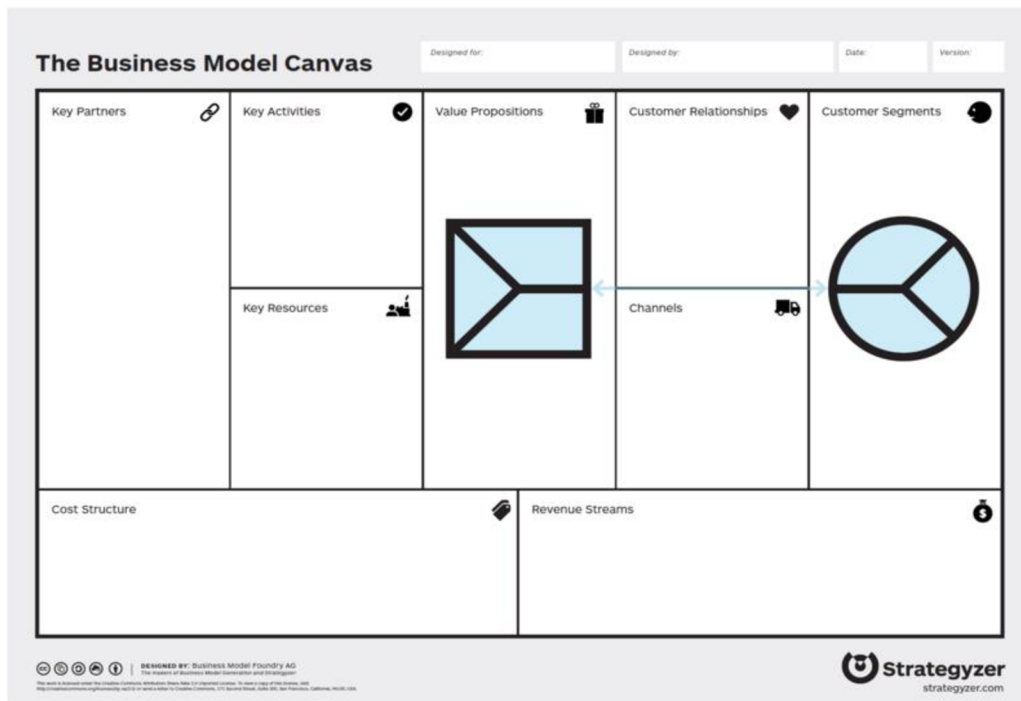 The Business Model Canvas
Designed for:
Designed by:
Date:
Version:
Key Partners
Key Activities
Value Propositions
Customer Relationships
Customer Segments
Key Resources
Channels
Cost Structure
Revenue Streams
DESIGNED BY: Business Model Foundry AG
The makers of Business Model Generation and Strategyzer
Strategyzer
strategyzer.com